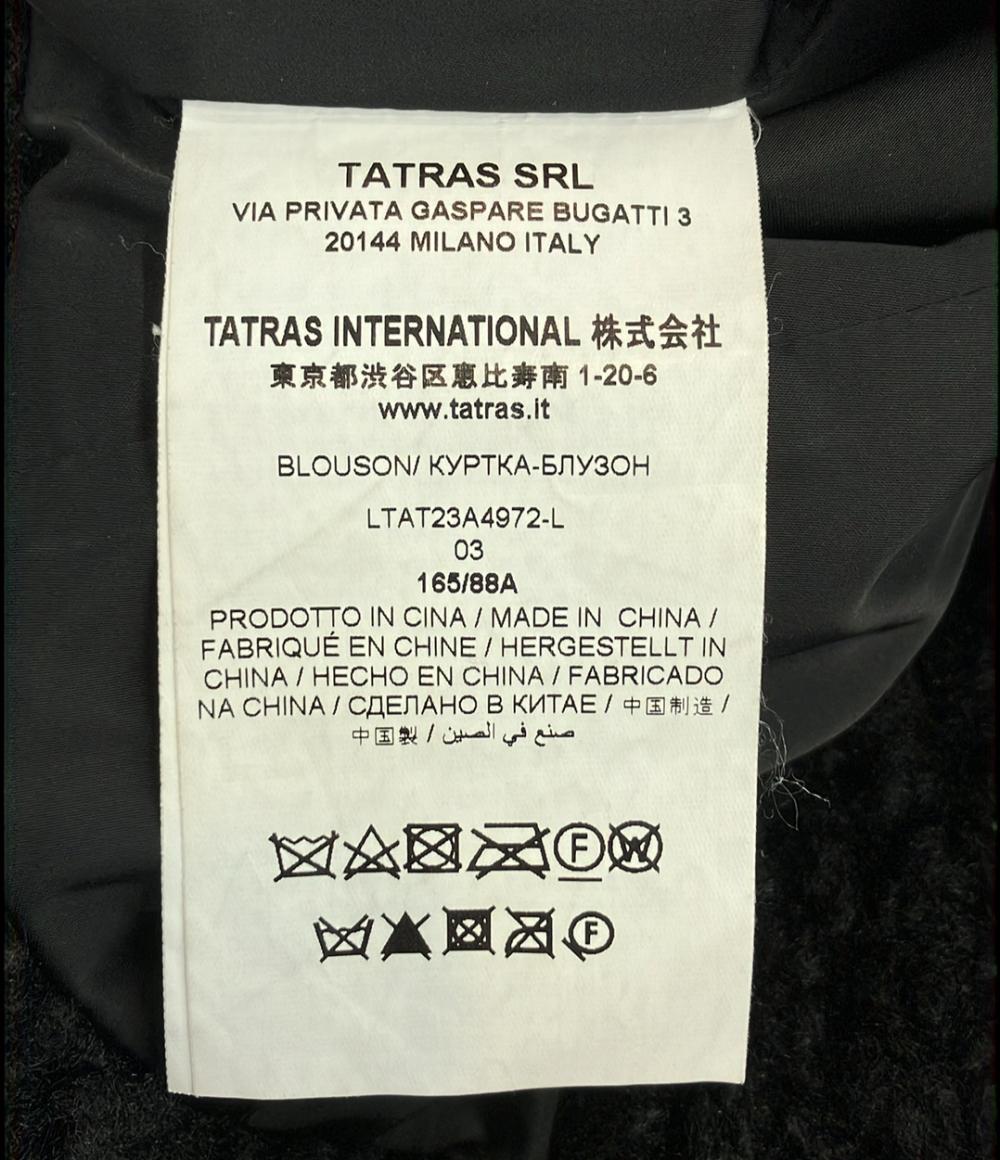 TATRAS SRL
VIA PRIVATA GASPARE BUGATTI 3
20144 MILANO ITALY
TATRAS INTERNATIONAL 株式会社
東京都渋谷区恵比寿南 1-20-6
www.tatras.it
BLOUSON/ КУРТКА-БЛУЗОН
LTAT23A4972-L
03
165/88A
PRODOTTO IN CINA / MADE IN CHINA /
FABRIQUÉ EN CHINE / HERGESTELLT IN
CHINA / HECHO EN CHINA / FABRICADO
NA CHINA / СДЕЛАНО В КИТАЕ / 中国制造 /
中国製 / صنع في الصين
F W
F